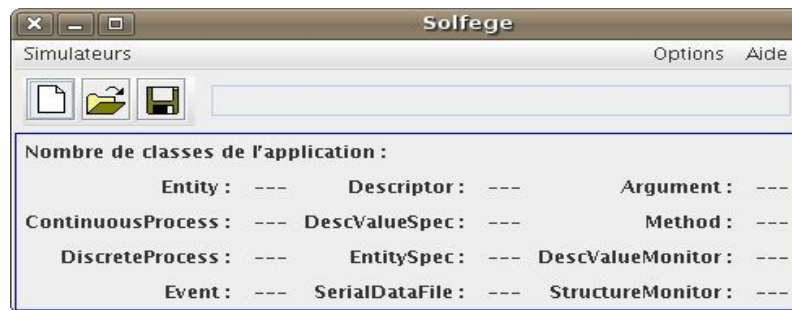 Solfege
Simulateurs Options Aide
Nombre de classes de l'application :
Entity : --- Descriptor : --- Argument : ---
ContinuousProcess : --- DescValueSpec : --- Method : ---
DiscreteProcess : --- EntitySpec : --- DescValueMonitor : ---
Event : --- SerialDataFile : --- StructureMonitor : ---